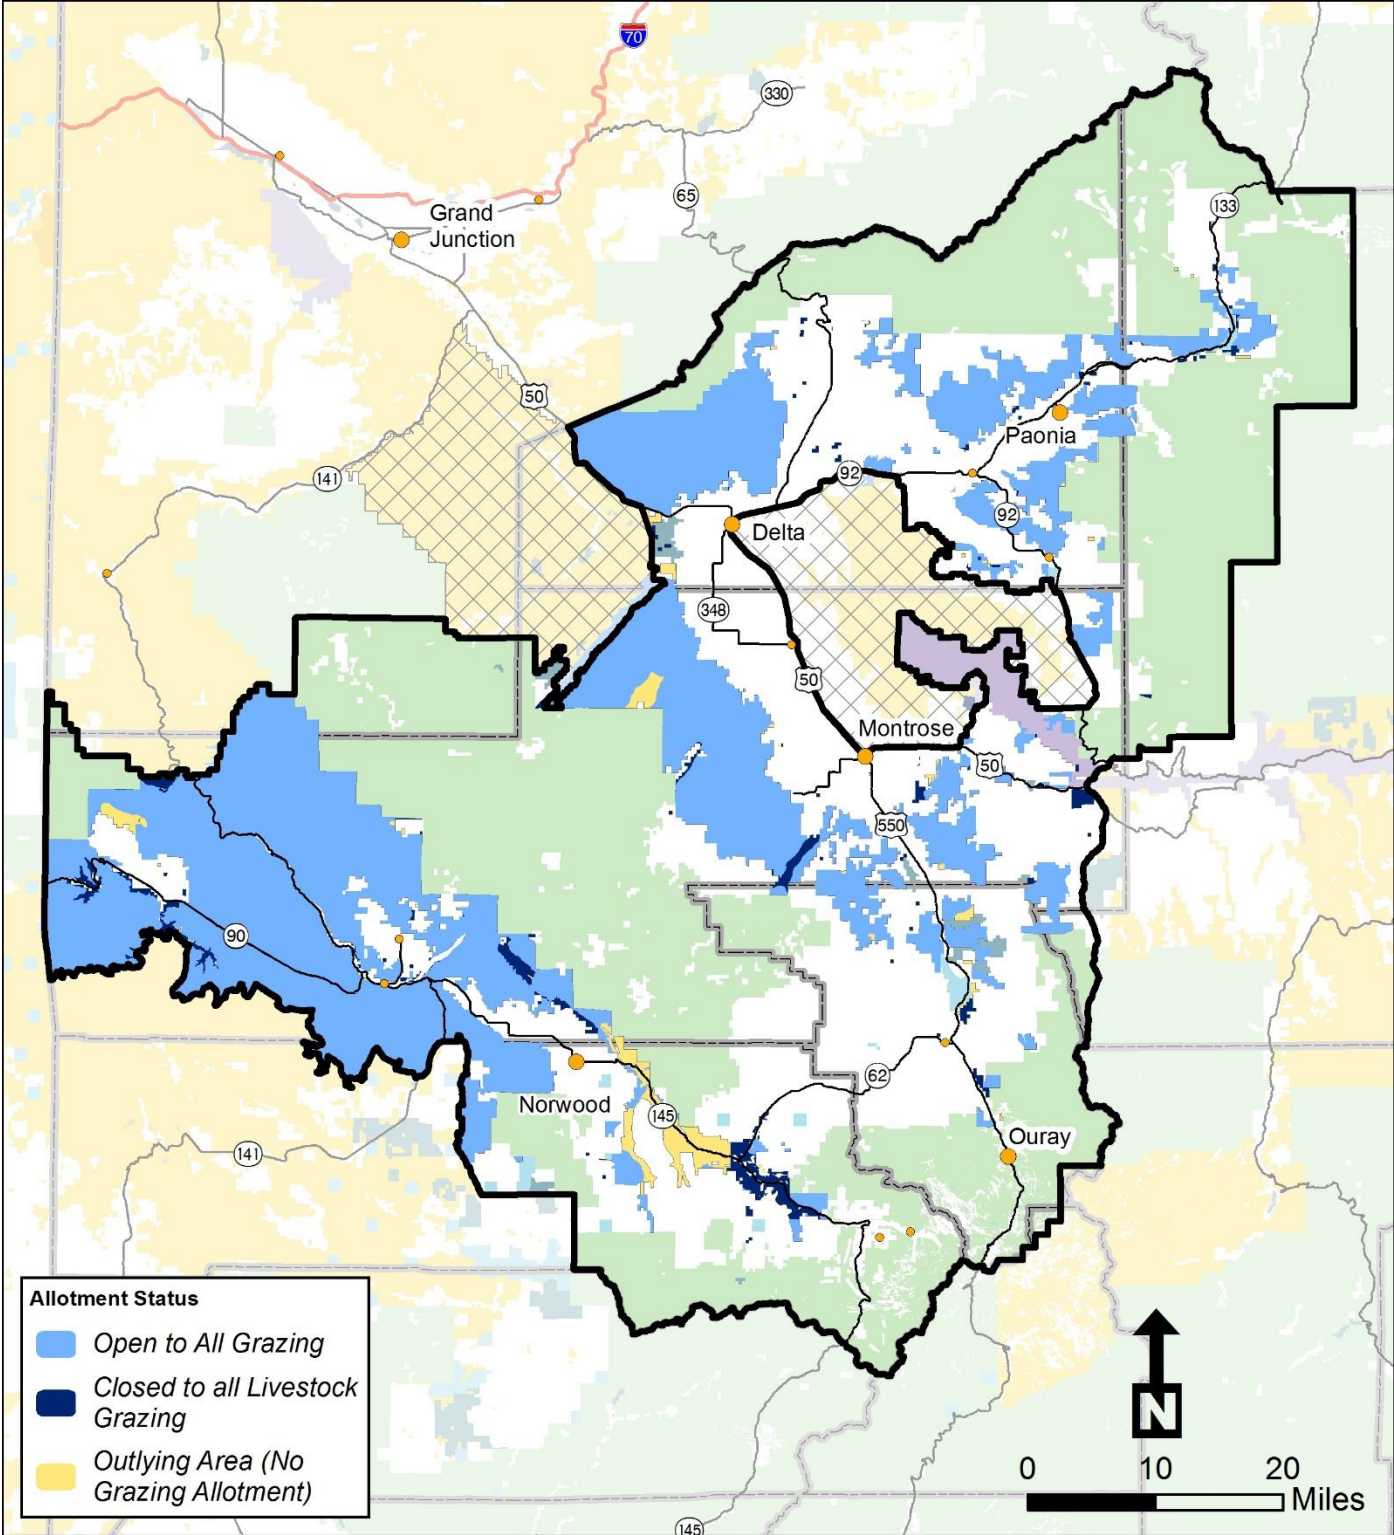 70
330
65
133
Grand
Junction
50
141
Paonia
92
92
Delta
348
50
Montrose
50
550
90
62
Norwood
145
Ouray
141
Allotment Status
Open to All Grazing
Closed to all Livestock
Grazing
Outlying Area (No
Grazing Allotment)
N
0 10 20
Miles
145